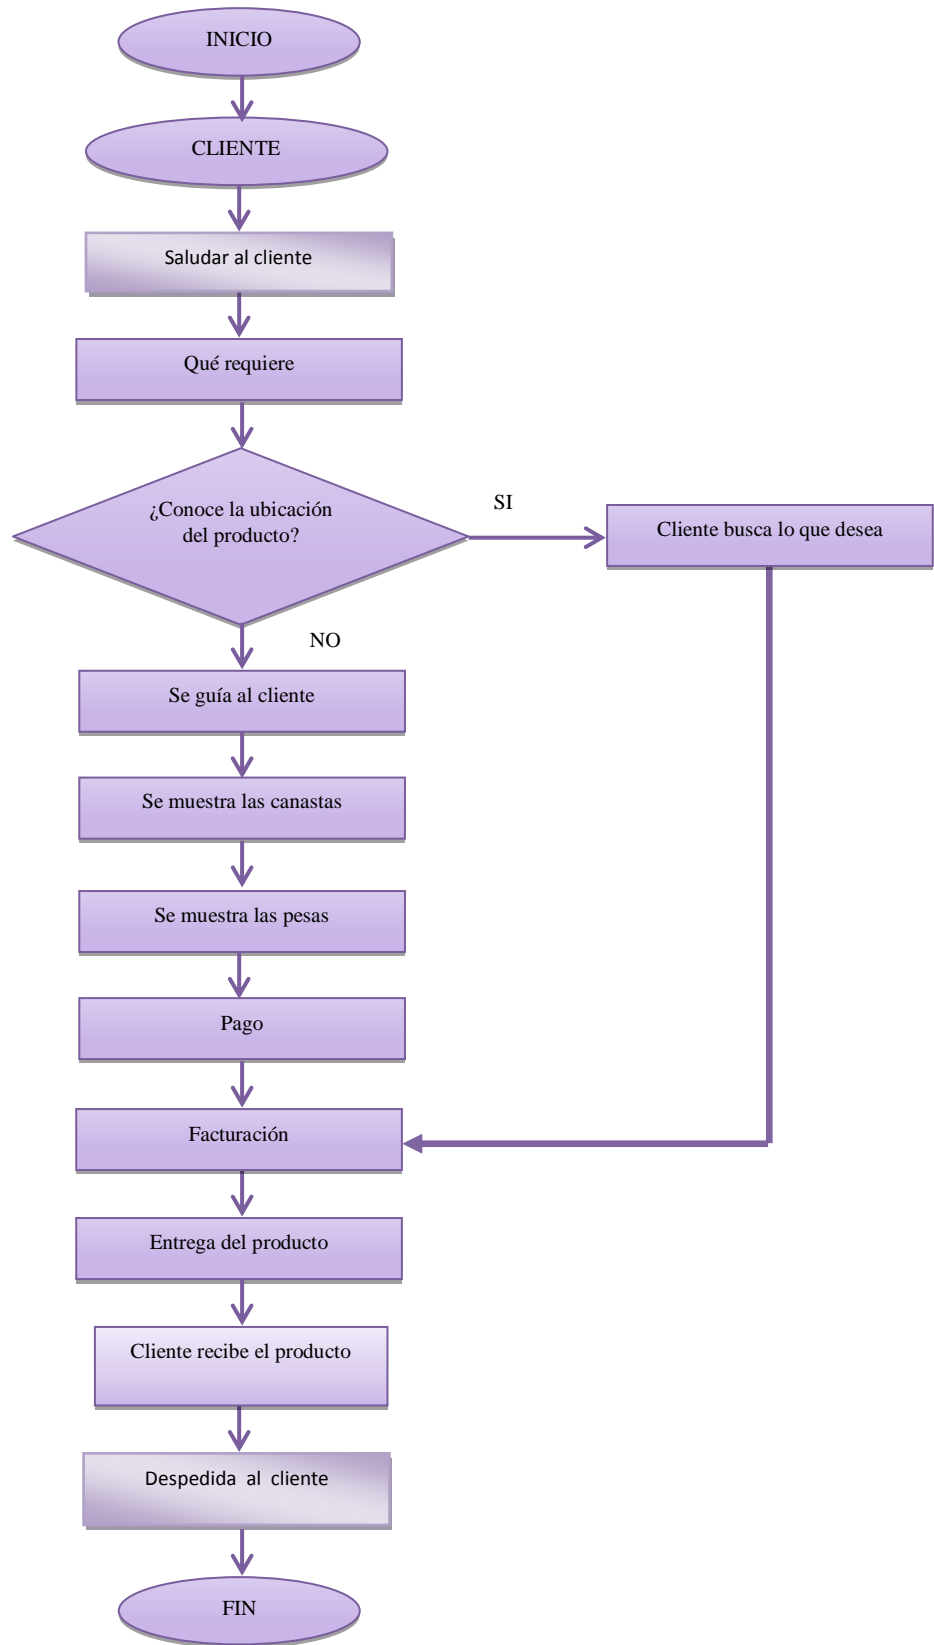 INICIO
CLIENTE
Saludar al cliente
Qué requiere
¿Conoce la ubicación
del producto?
SI
Cliente busca lo que desea
NO
Se guía al cliente
Se muestra las canastas
Se muestra las pesas
Pago
Facturación
Entrega del producto
Cliente recibe el producto
Despedida al cliente
FIN